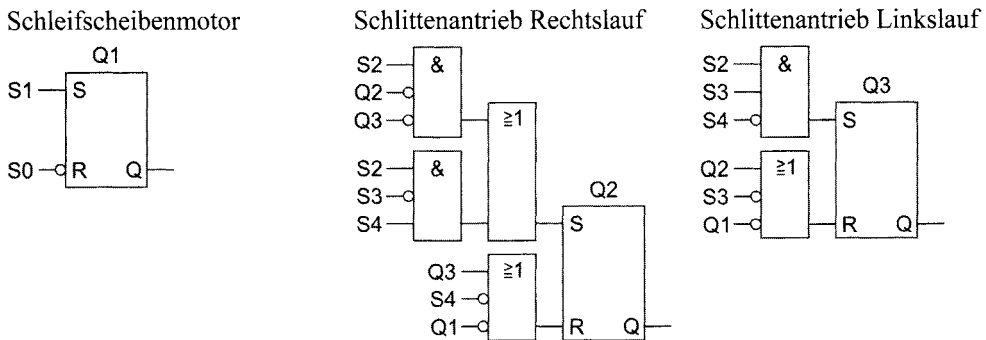 Schleifscheibenmotor
Q1
S1 S
S0 R Q
Schlittenantrieb Rechtslauf
S2 &
Q2
Q3
≧1
S2 &
S3
S4
Q2
S
Q3 ≧1
S4
Q1 R Q
Schlittenantrieb Linkslauf
S2 &
S3 Q3
S4 S
Q2 ≧1
S3
Q1 R Q